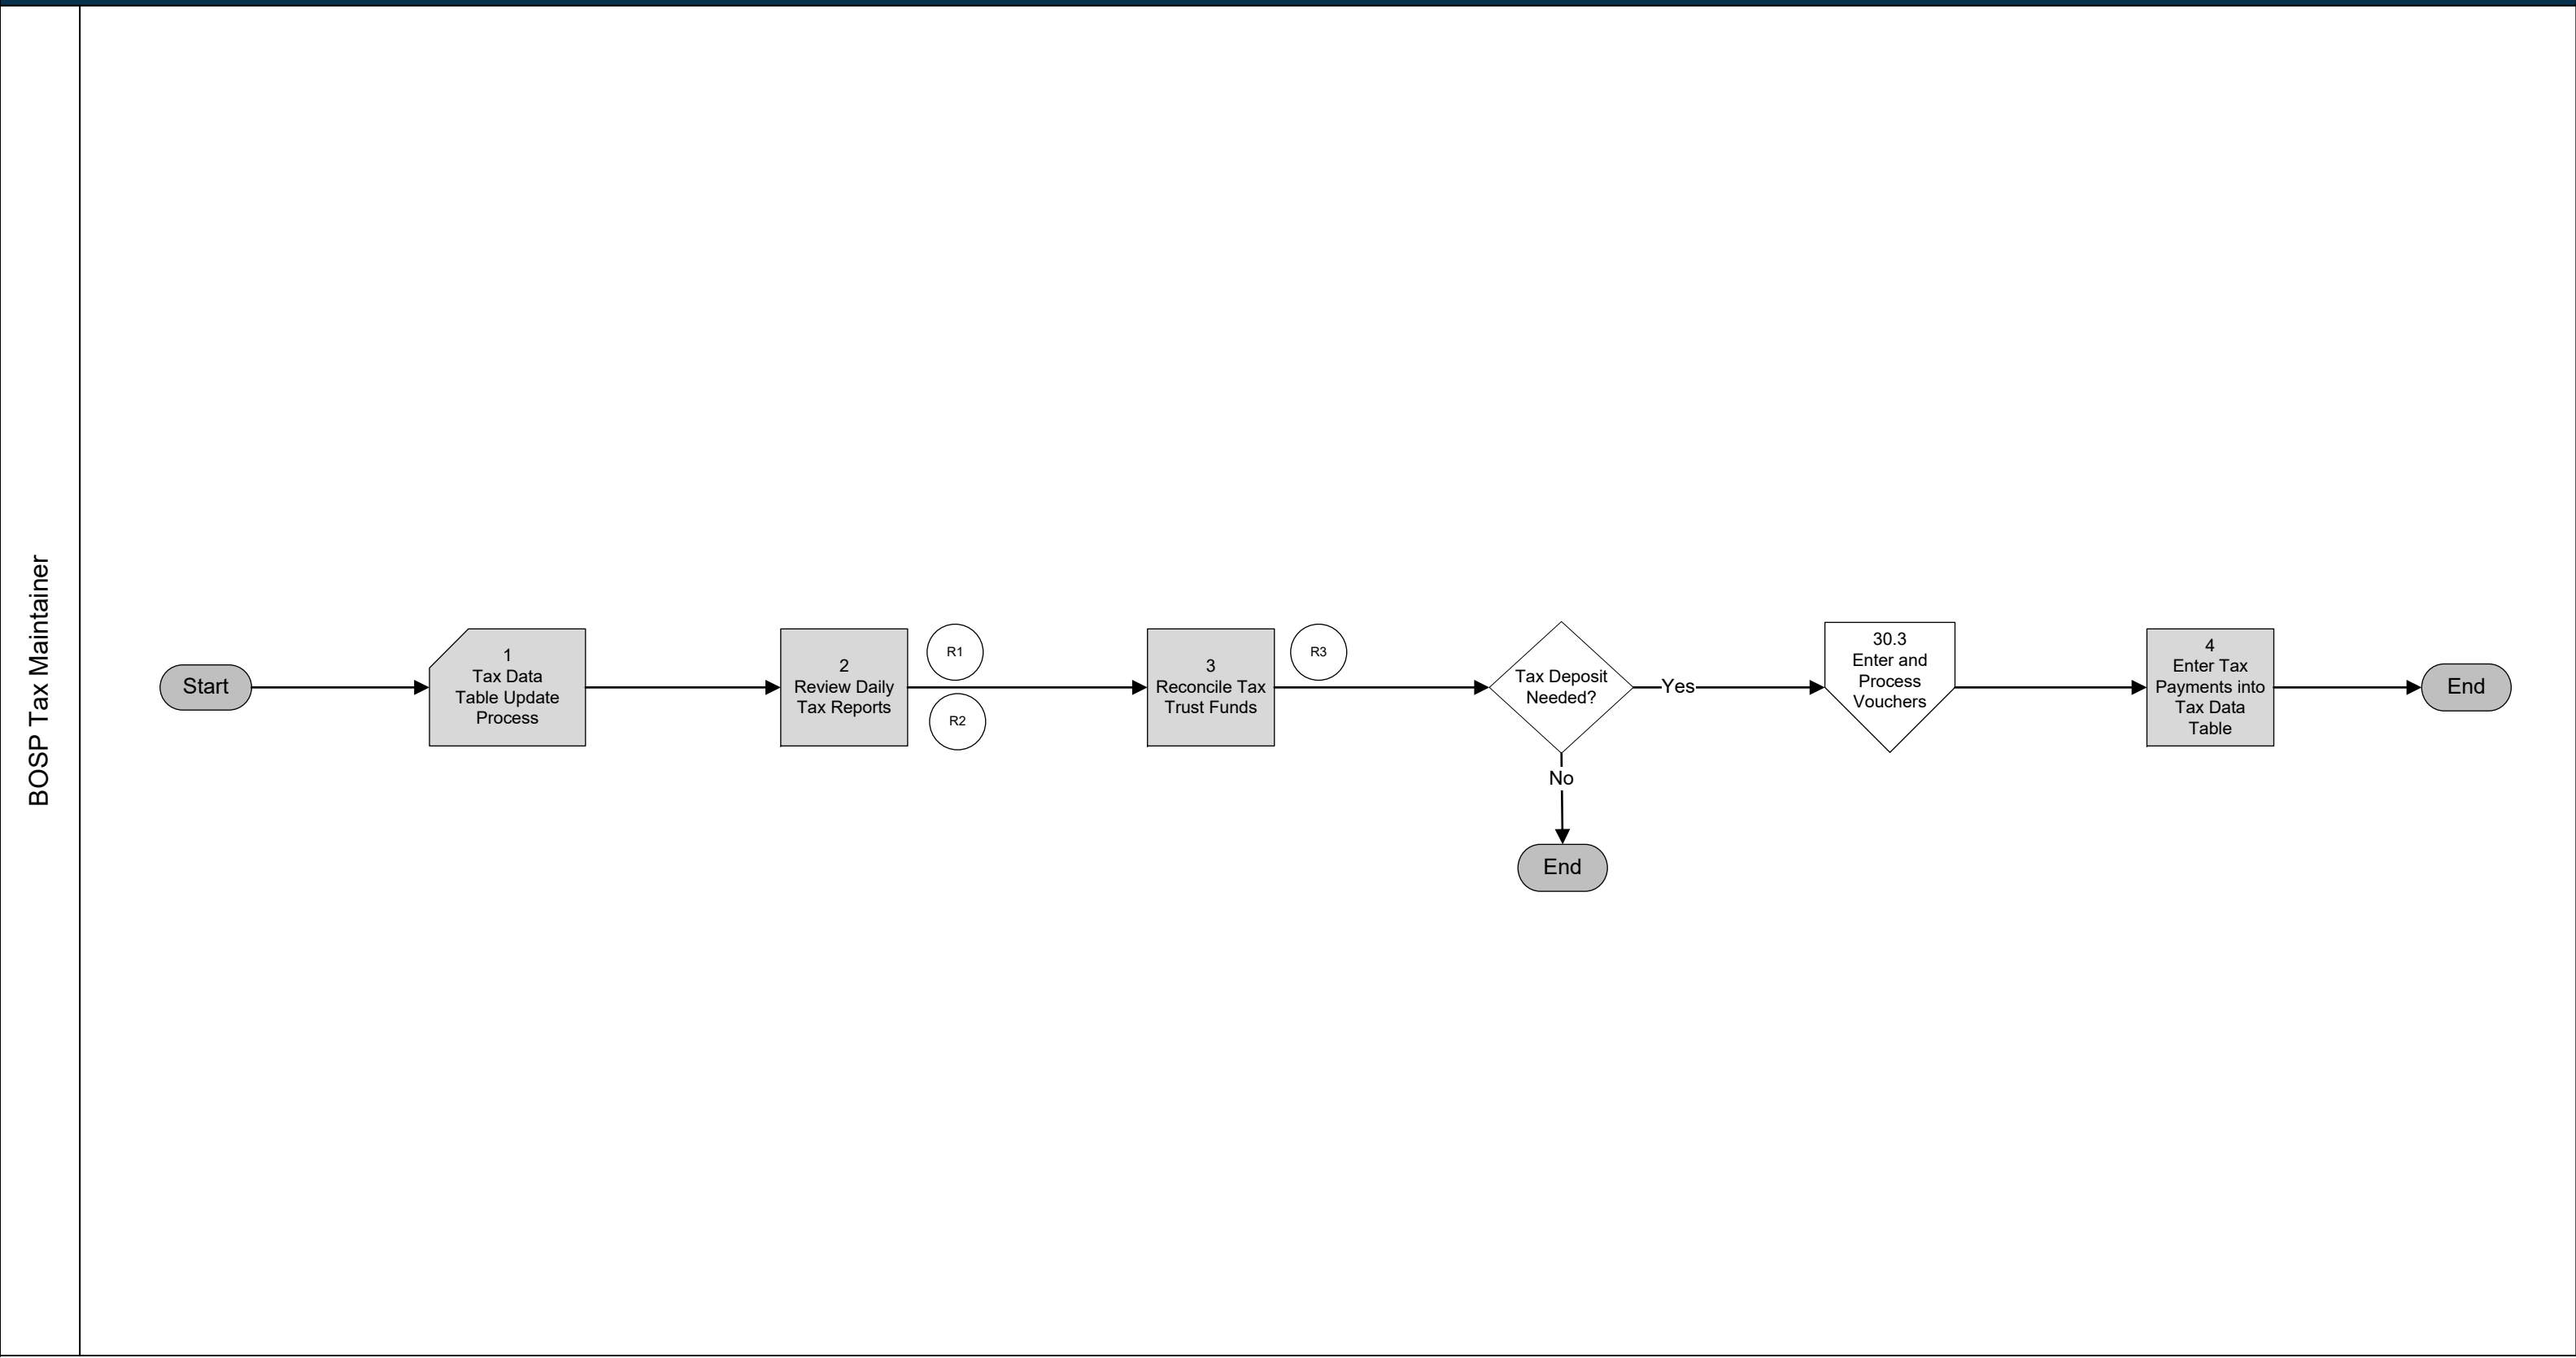 BOSP Tax Maintainer
Start
1
Tax Data
Table Update
Process
2
Review Daily
Tax Reports
R1
R2
3
Reconcile Tax
Trust Funds
R3
Tax Deposit
Needed?
Yes
No
End
30.3
Enter and
Process
Vouchers
4
Enter Tax
Payments into
Tax Data
Table
End